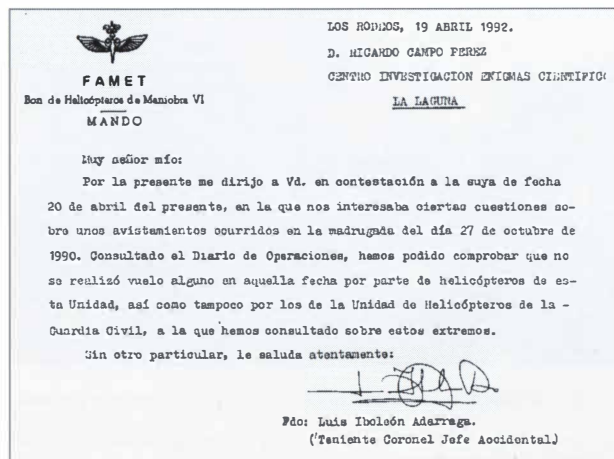 LOS RODEOS, 19 ABRIL 1992.
D. RICARDO CAMPO PEREZ
CENTRO INVESTIGACION ENIGMAS CIENTIFIC
LA LAGUNA
FAMET
Bon de Helicópteros de Maniobra VI
MANDO
Muy señor mío:
Por la presente me dirijo a Vd. en contestación a la suya de fecha
20 de abril del presente, en la que nos interesaba ciertas cuestiones so-
bre unos avistamientos ocurridos en la madrugada del día 27 de octubre de
1990. Consultado el Diario de Operaciones, hemos podido comprobar que no
se realizó vuelo alguno en aquella fecha por parte de helicópteros de es-
ta Unidad, así como tampoco por los de la Unidad de Helicópteros de la -
Guardia Civil, a la que hemos consultado sobre estos extremos.
Sin otro particular, le saluda atentamente:
Fdo: Luis Iboleón Adarraga.
(Teniente Coronel Jefe Accidental)